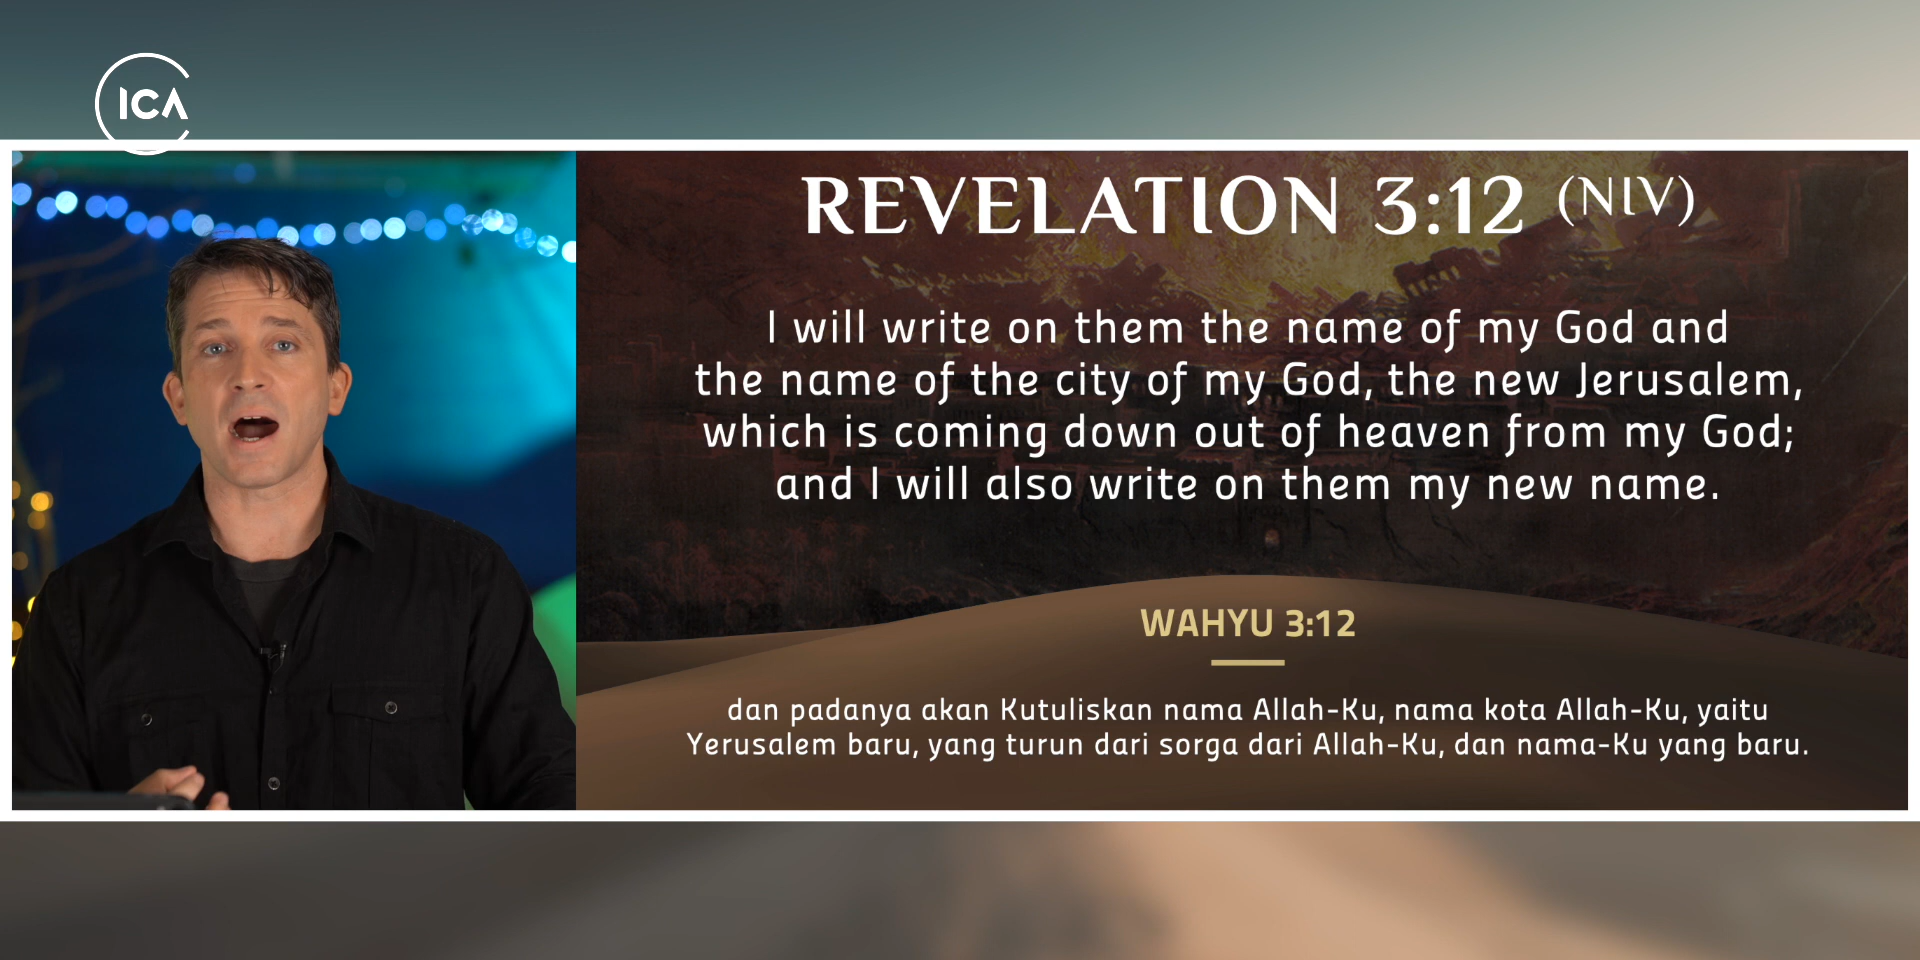 ICA
REVELATION 3:12 (NIV)
I will write on them the name of my God and
the name of the city of my God, the new Jerusalem,
which is coming down out of heaven from my God;
and I will also write on them my new name.
WAHYU 3:12
dan padanya akan Kutuliskan nama Allah-Ku, nama kota Allah-Ku, yaitu
Yerusalem baru, yang turun dari sorga dari Allah-Ku, dan nama-Ku yang baru.